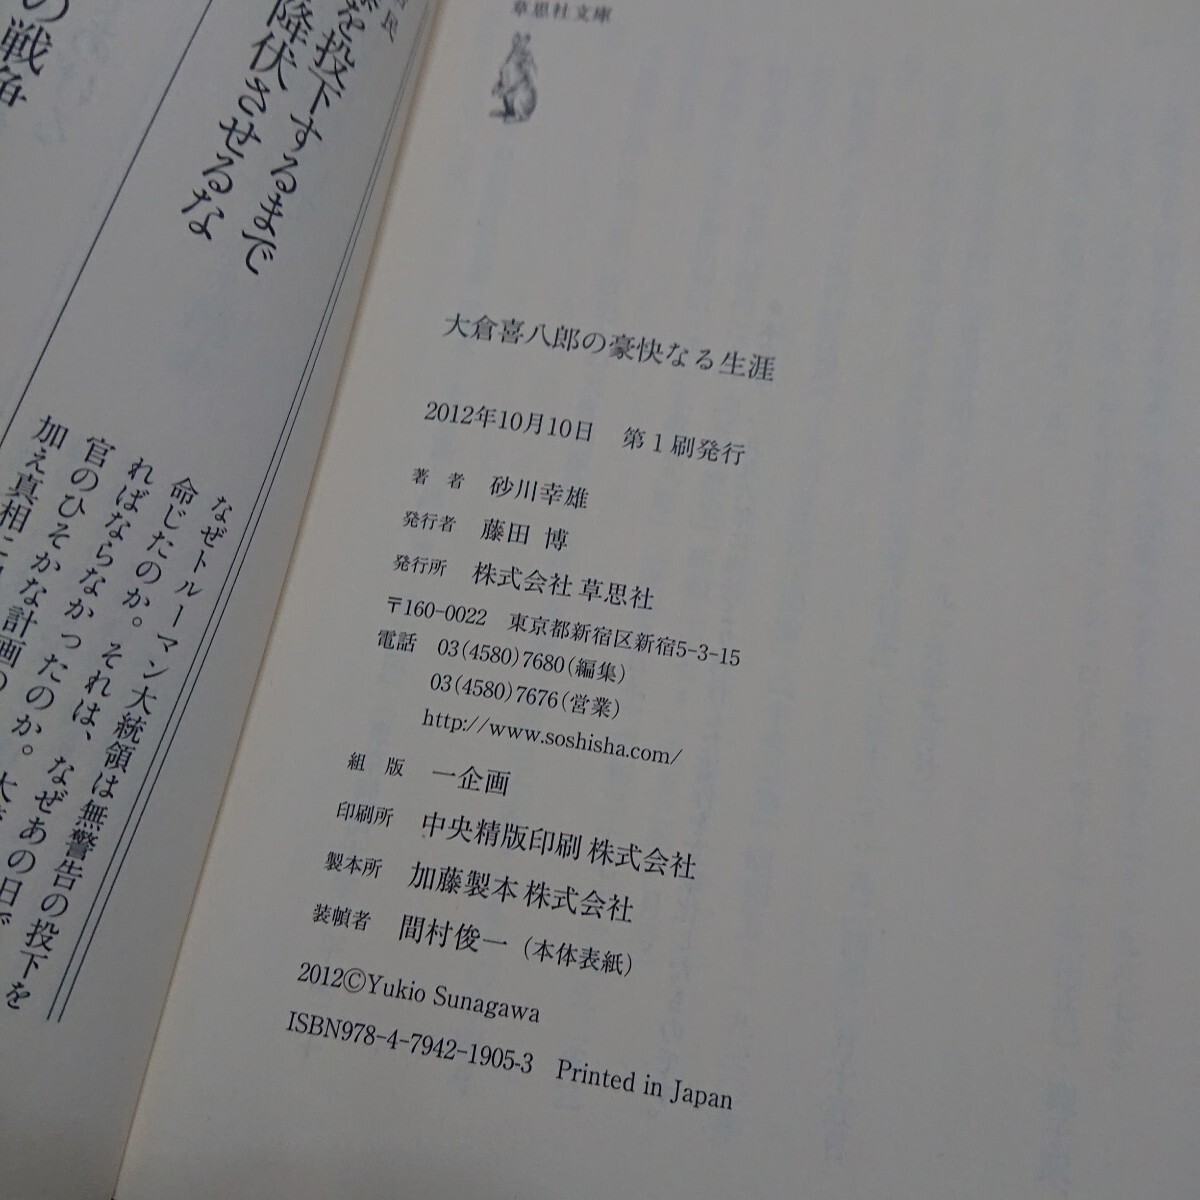 草思社文庫
大倉喜八郎の豪快なる生涯
2012年10月10日　第1刷発行
著者　砂川幸雄
発行者　藤田 博
発行所　株式会社 草思社
〒160-0022　東京都新宿区新宿5-3-15
電話　03(4580)7680(編集)
03(4580)7676(営業)
http://www.soshisha.com/
組版　一企画
印刷所　中央精版印刷 株式会社
製本所　加藤製本 株式会社
装幀者　間村俊一（本体表紙）
2012©Yukio Sunagawa
ISBN978-4-7942-1905-3　Printed in Japan
を投下するまで
降伏させるな
の戦争
なぜトルーマン大統領は無警告の投下を
命じたのか。それは、なぜあの日で
ればならなかったのか。
官のひそかな計画の
加え真相に